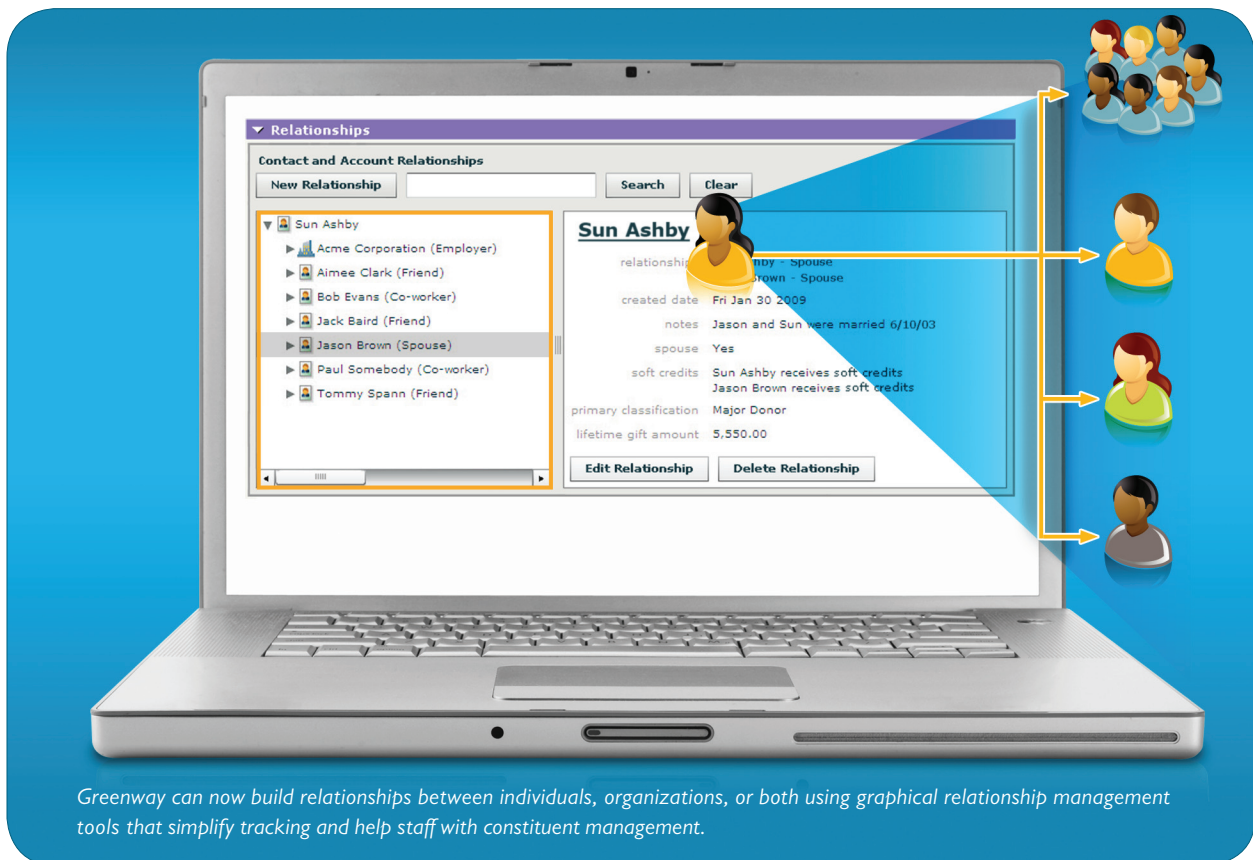 Relationships
Contact and Account Relationships
New Relationship Search Clear
Sun Ashby
Acme Corporation (Employer)
Aimee Clark (Friend)
Bob Evans (Co-worker)
Jack Baird (Friend)
Jason Brown (Spouse)
Paul Somebody (Co-worker)
Tommy Spann (Friend)
Sun Ashby
- Spouse
- Spouse
created date Fri Jan 30 2009
notes Jason and Sun were married 6/10/03
spouse Yes
soft credits Sun Ashby receives soft credits
Jason Brown receives soft credits
primary classification Major Donor
lifetime gift amount 5,550.00
Edit Relationship Delete Relationship
Greenway can now build relationships between individuals, organizations, or both using graphical relationship management
tools that simplify tracking and help staff with constituent management.